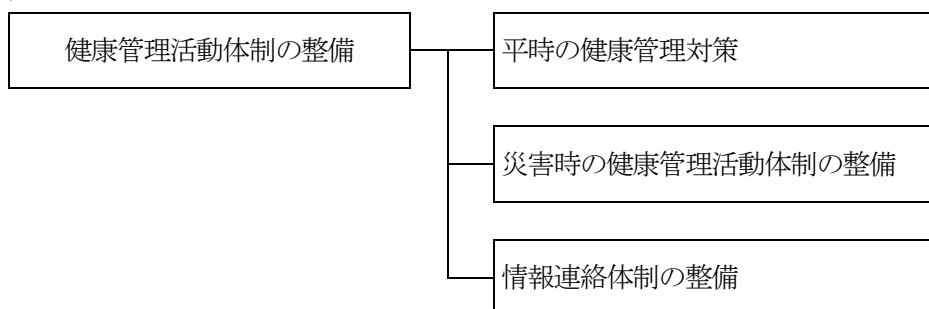 健康管理活動体制の整備
平時の健康管理対策
災害時の健康管理活動体制の整備
情報連絡体制の整備